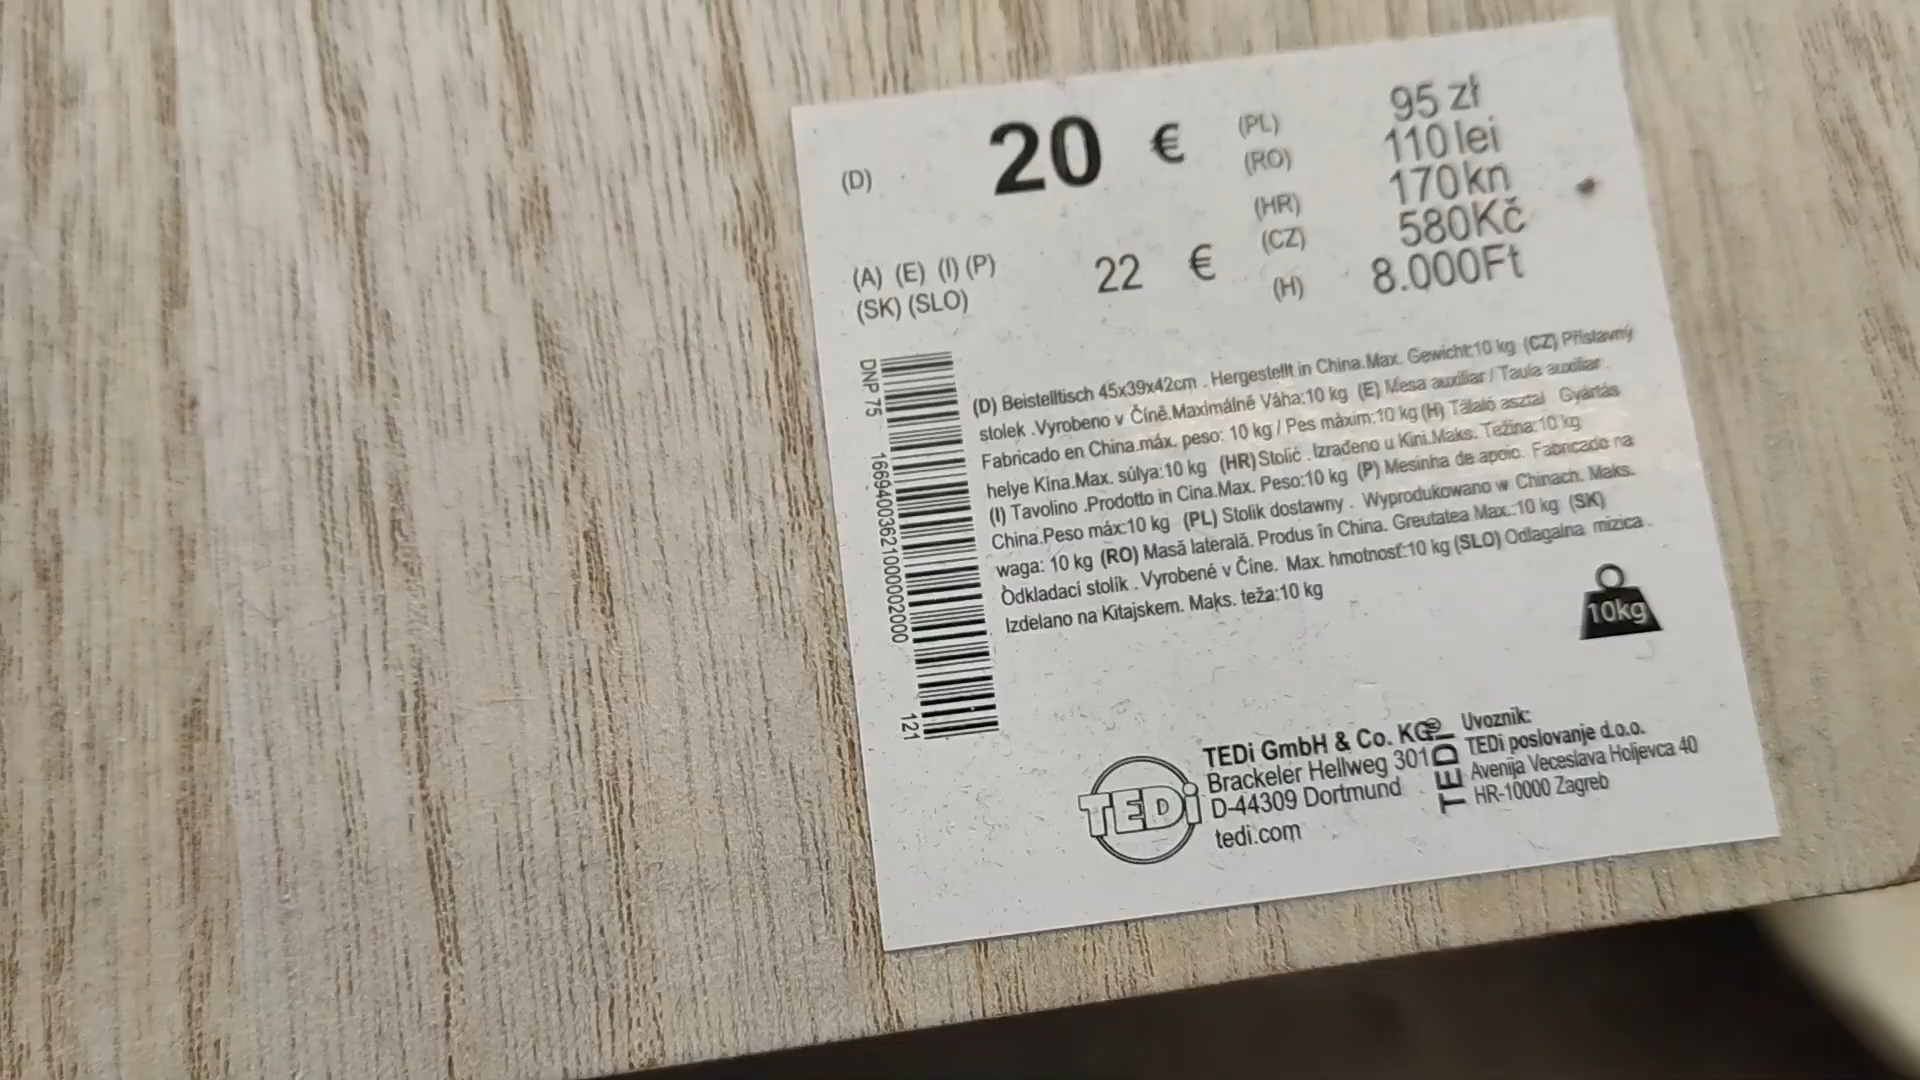 (D) 20 €
(A) (E) (I) (P)
(SK) (SLO) 22 €
(PL) 95 zł
(RO) 110 lei
(HR) 170kn
(CZ) 580Kč
(H) 8.000Ft
DNP 75 166940036210000002000 121
(D) Beistelltisch 45x39x42cm . Hergestellt in China.Max. Gewicht:10 kg (CZ) Přístavný
stolek .Vyrobeno v Číně.Maximálně Váha:10 kg (E) Mesa auxiliar / Taula auxiliar .
Fabricado en China.máx. peso: 10 kg / Pes màxim:10 kg (H) Tálaló asztal Gyártás
helye Kína.Max. súlya:10 kg (HR) Stolić . Izrađeno u Kini.Maks. Težina:10 kg
(I) Tavolino .Prodotto in Cina.Max. Peso:10 kg (P) Mesinha de apoio. Fabricado na
China.Peso máx:10 kg (PL) Stolik dostawny . Wyprodukowano w Chinach. Maks.
waga: 10 kg (RO) Masă laterală. Produs în China. Greutatea Max.:10 kg (SK)
Odkladací stolík . Vyrobené v Číne. Max. hmotnosť:10 kg (SLO) Odlagalna mizica .
Izdelano na Kitajskem. Maks. teža:10 kg
10kg
TEDi
TEDi GmbH & Co. KG
Brackeler Hellweg 301
D-44309 Dortmund
tedi.com
TEDi
Uvoznik:
TEDi poslovanje d.o.o.
Avenija Veceslava Holjevca 40
HR-10000 Zagreb